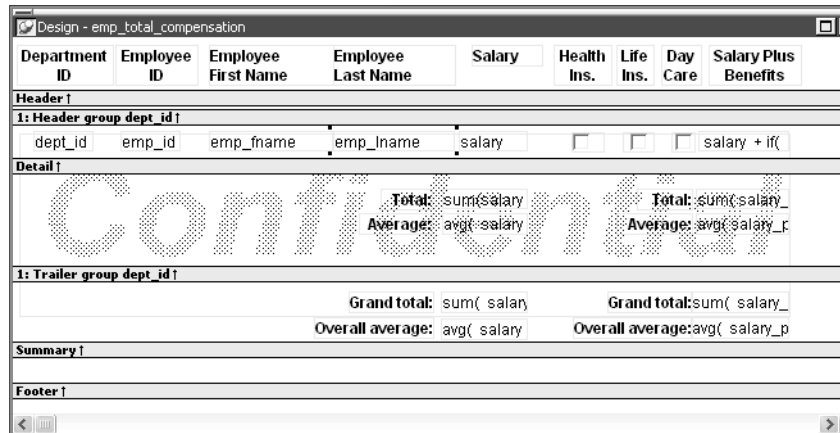 Design - emp_total_compensation
Department Employee Employee Employee Salary Health Life Day Salary Plus
ID ID First Name Last Name Ins. Ins. Care Benefits
Header ↑
1: Header group dept_id ↑
dept_id emp_id emp_fname emp_lname salary salary + if(
Detail ↑
Confidential
Total: sum(salary Total: sum( salary_
Average: avg( salary Average: avg( salary_p
1: Trailer group dept_id ↑
Grand total: sum( salary Grand total: sum( salary_
Overall average: avg( salary Overall average: avg( salary_p
Summary ↑
Footer ↑